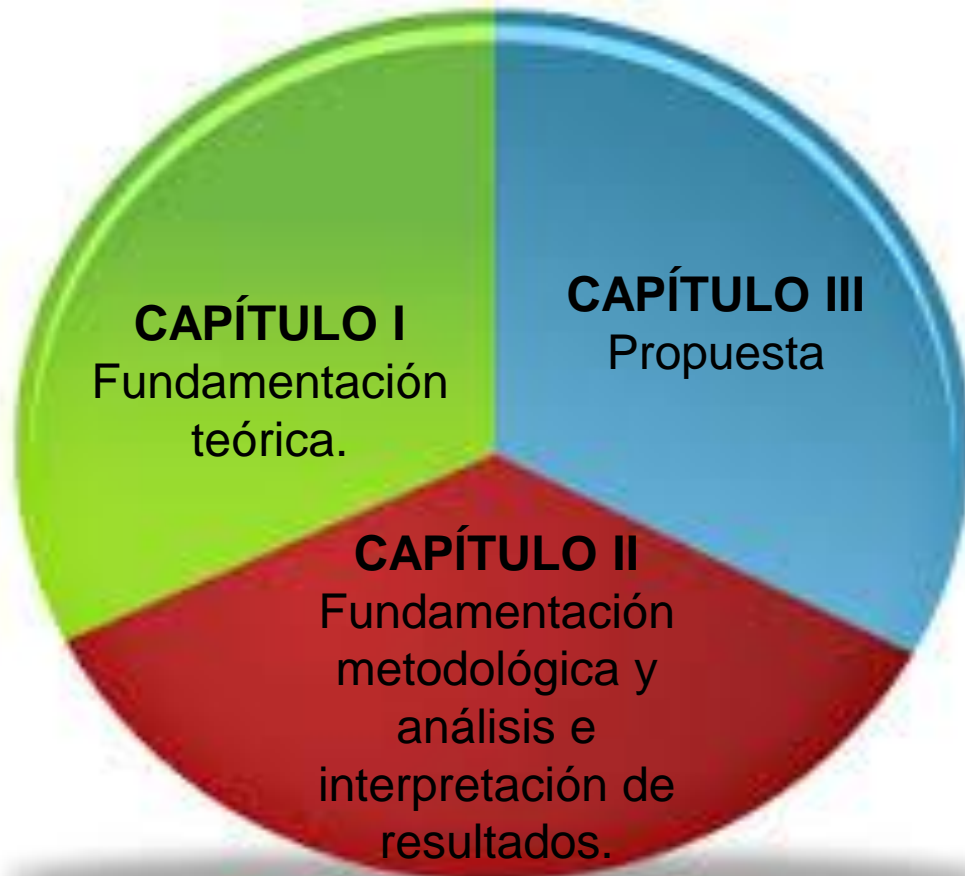 CAPÍTULO I
Fundamentación
teórica.
CAPÍTULO II
Fundamentación
metodológica y
análisis e
interpretación de
resultados.
CAPÍTULO III
Propuesta